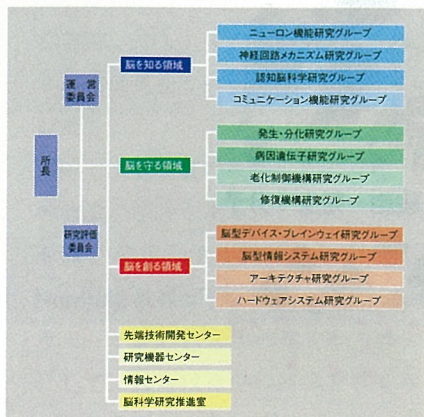 所長
運営
委員会
研究評価
委員会
脳を知る領域
ニューロン機能研究グループ
神経回路メカニズム研究グループ
認知脳科学研究グループ
コミュニケーション機能研究グループ
脳を守る領域
発生・分化研究グループ
病因遺伝子研究グループ
老化制御機構研究グループ
修復機構研究グループ
脳を創る領域
脳型デバイス・ブレインウェイ研究グループ
脳型情報システム研究グループ
アーキテクチャ研究グループ
ハードウェアシステム研究グループ
先端技術開発センター
研究機器センター
情報センター
脳科学研究推進室